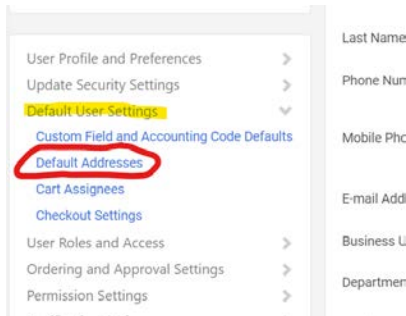 User Profile and Preferences
Update Security Settings
Default User Settings
Custom Field and Accounting Code Defaults
Default Addresses
Cart Assignees
Checkout Settings
User Roles and Access
Ordering and Approval Settings
Permission Settings
Last Name
Phone Num
Mobile Pho
E-mail Addr
Business U
Departmen